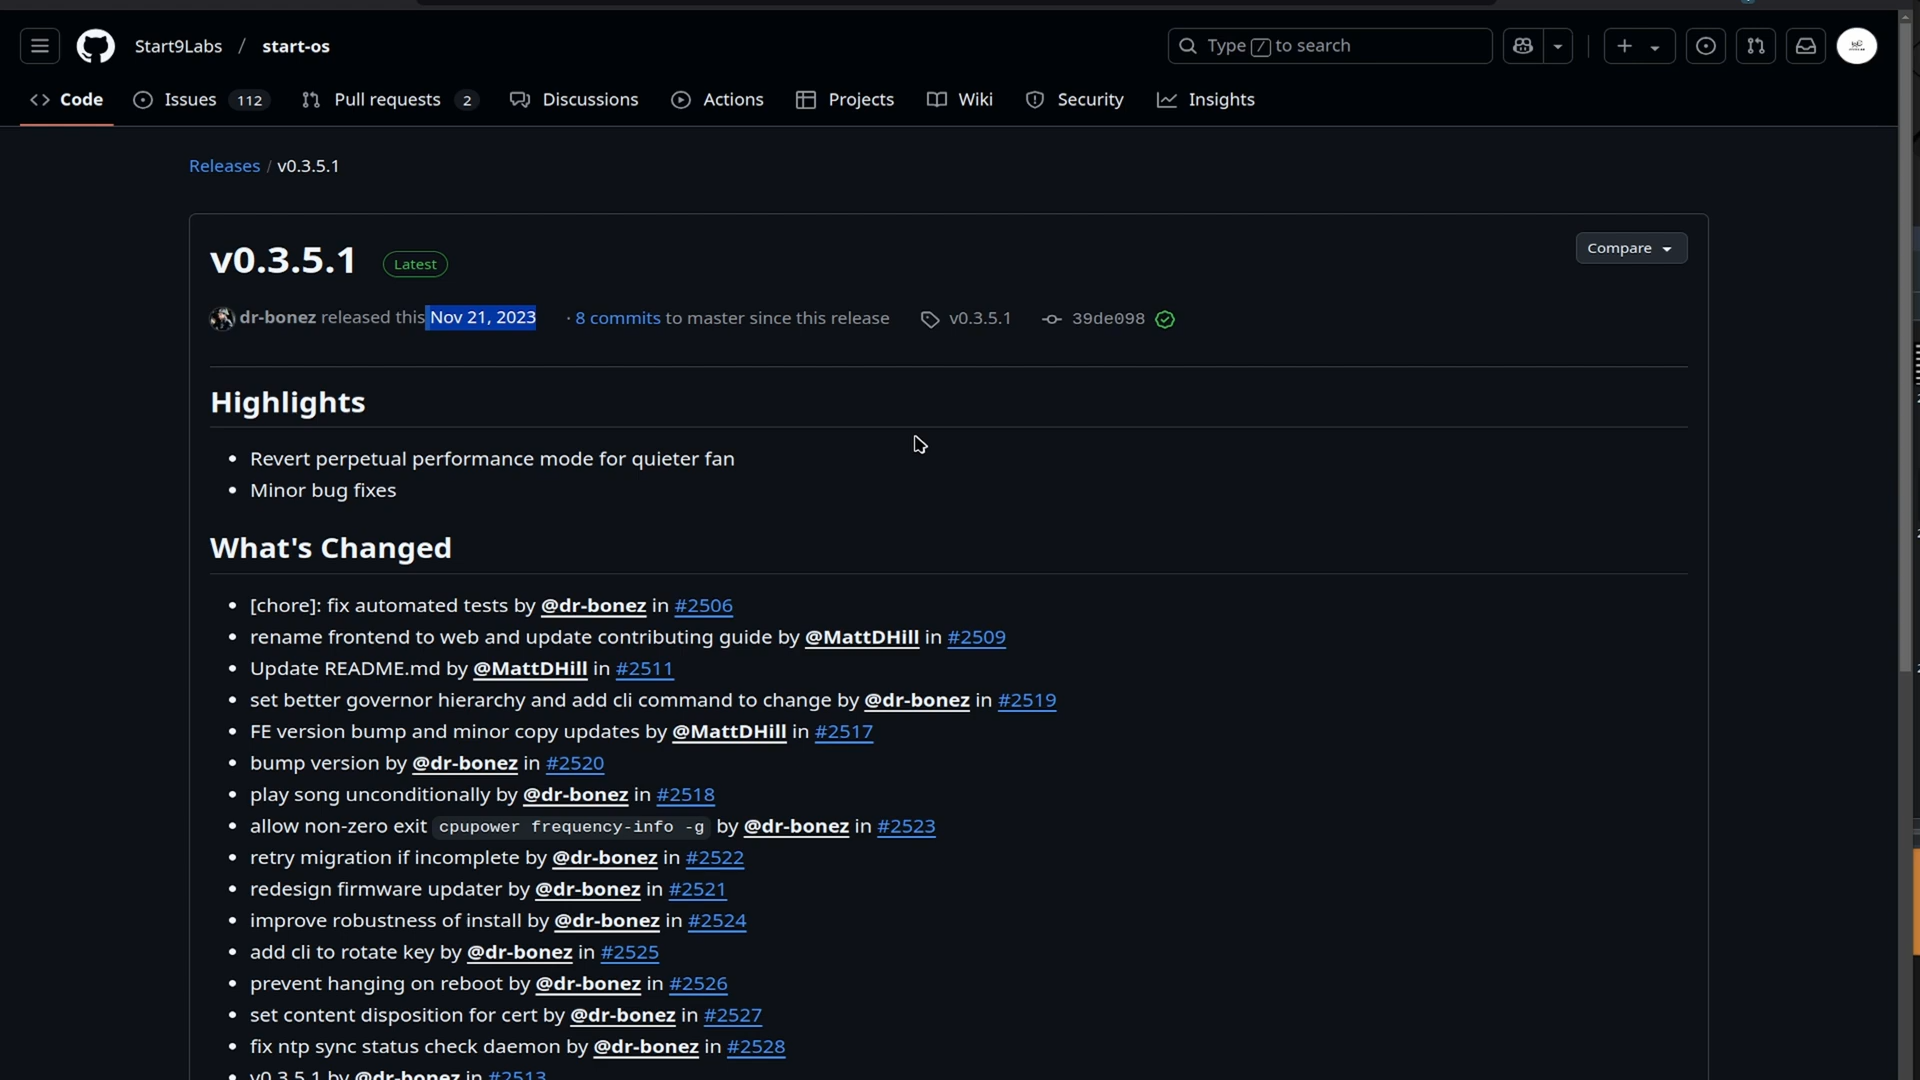 Start9Labs / start-os
Type / to search
Code
Issues 112
Pull requests 2
Discussions
Actions
Projects
Wiki
Security
Insights
Releases / v0.3.5.1
v0.3.5.1 Latest
Compare
dr-bonez released this Nov 21, 2023 · 8 commits to master since this release v0.3.5.1 39de098
Highlights
• Revert perpetual performance mode for quieter fan
• Minor bug fixes
What's Changed
• [chore]: fix automated tests by @dr-bonez in #2506
• rename frontend to web and update contributing guide by @MattDHill in #2509
• Update README.md by @MattDHill in #2511
• set better governor hierarchy and add cli command to change by @dr-bonez in #2519
• FE version bump and minor copy updates by @MattDHill in #2517
• bump version by @dr-bonez in #2520
• play song unconditionally by @dr-bonez in #2518
• allow non-zero exit cpupower frequency-info -g by @dr-bonez in #2523
• retry migration if incomplete by @dr-bonez in #2522
• redesign firmware updater by @dr-bonez in #2521
• improve robustness of install by @dr-bonez in #2524
• add cli to rotate key by @dr-bonez in #2525
• prevent hanging on reboot by @dr-bonez in #2526
• set content disposition for cert by @dr-bonez in #2527
• fix ntp sync status check daemon by @dr-bonez in #2528
• v0.3.5.1 by @dr-bonez in #2513